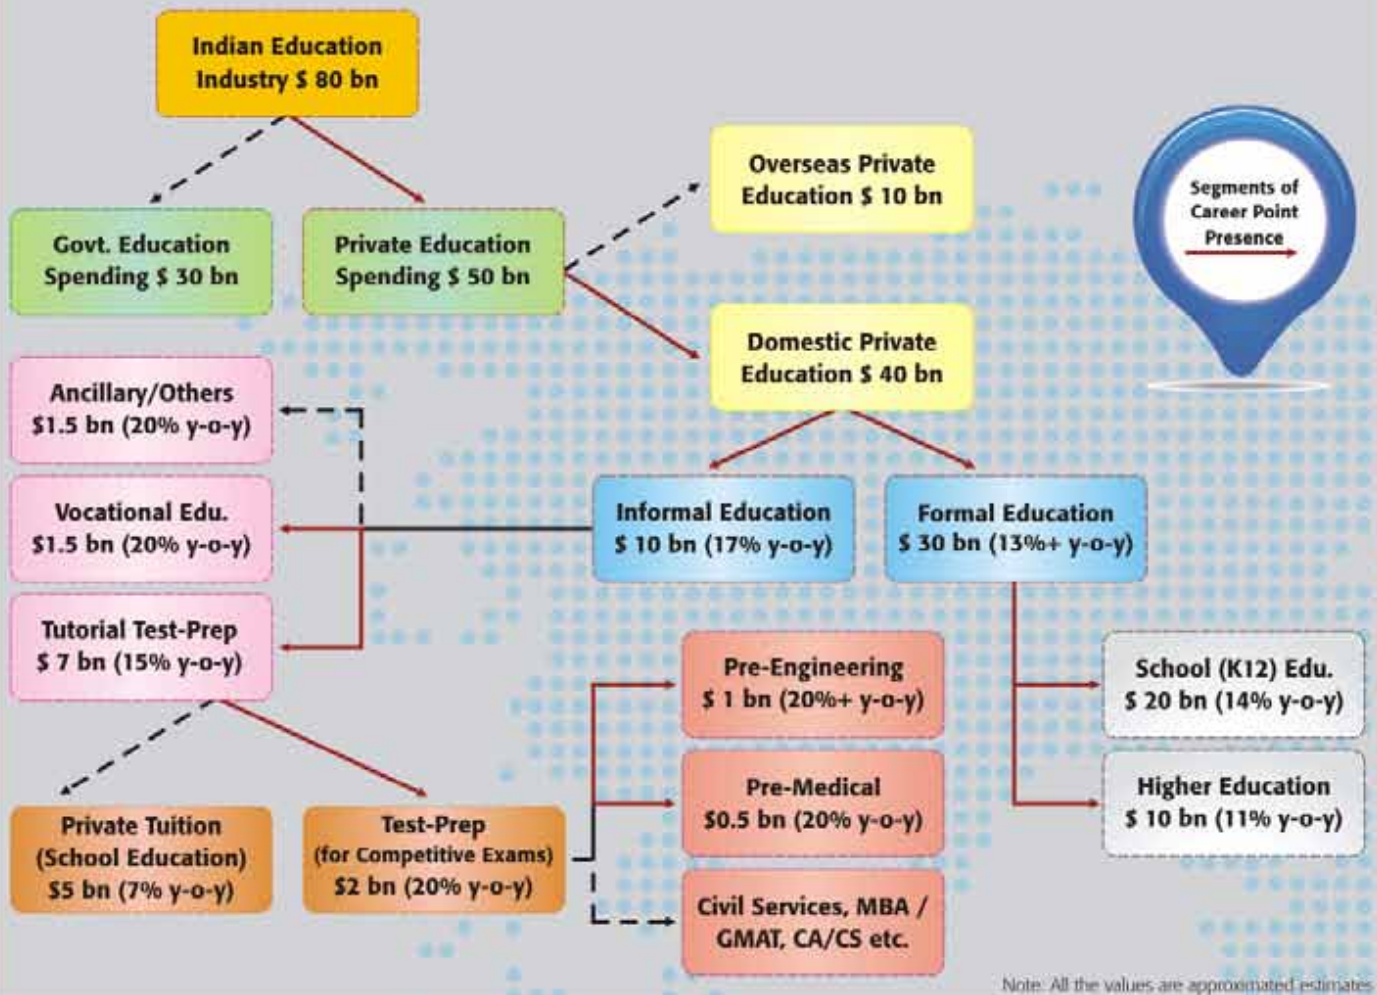 Indian Education
Industry $ 80 bn
Govt. Education
Spending $ 30 bn
Private Education
Spending $ 50 bn
Overseas Private
Education $ 10 bn
Domestic Private
Education $ 40 bn
Segments of
Career Point
Presence
Ancillary/Others
$1.5 bn (20% y-o-y)
Vocational Edu.
$1.5 bn (20% y-o-y)
Tutorial Test-Prep
$ 7 bn (15% y-o-y)
Informal Education
$ 10 bn (17% y-o-y)
Formal Education
$ 30 bn (13%+ y-o-y)
Private Tuition
(School Education)
$5 bn (7% y-o-y)
Test-Prep
(for Competitive Exams)
$2 bn (20% y-o-y)
Pre-Engineering
$ 1 bn (20%+ y-o-y)
Pre-Medical
$0.5 bn (20% y-o-y)
Civil Services, MBA /
GMAT, CA/CS etc.
School (K12) Edu.
$ 20 bn (14% y-o-y)
Higher Education
$ 10 bn (11% y-o-y)
Note: All the values are approximated estimates